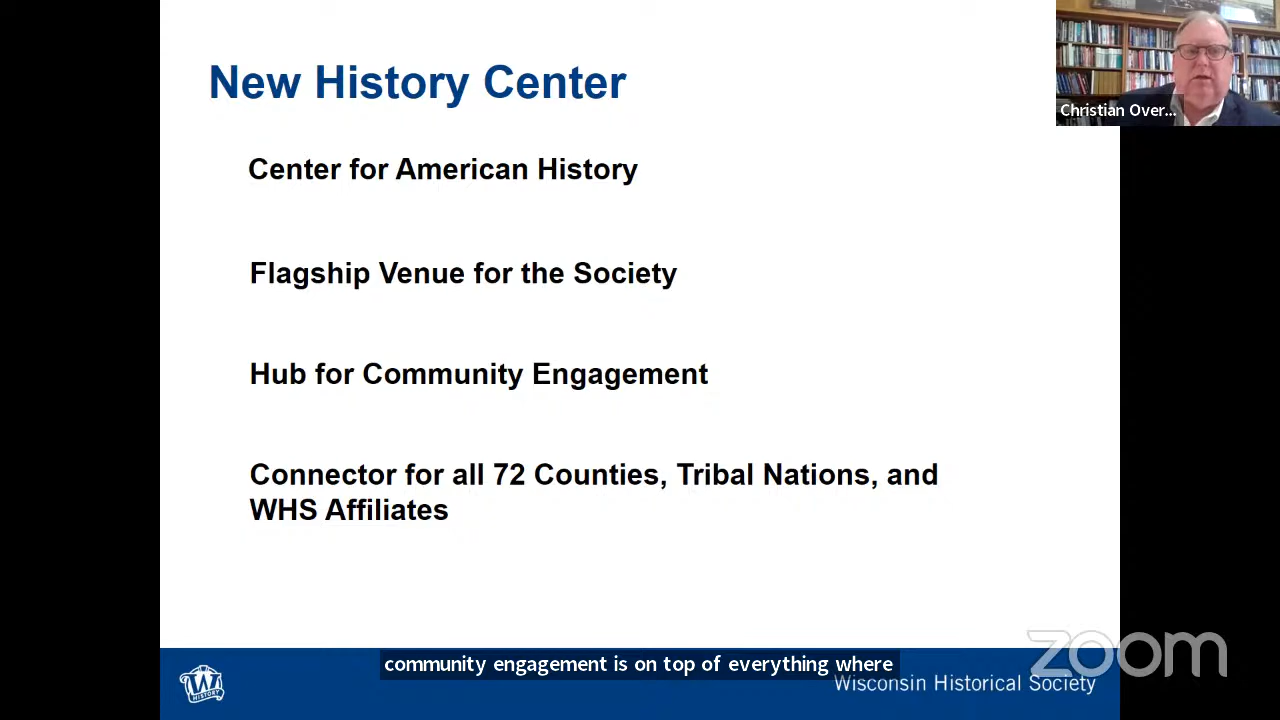 New History Center
Christian Over...
Center for American History
Flagship Venue for the Society
Hub for Community Engagement
Connector for all 72 Counties, Tribal Nations, and
WHS Affiliates
zoom
community engagement is on top of everything where
W
HISTORY
Wisconsin Historical Society